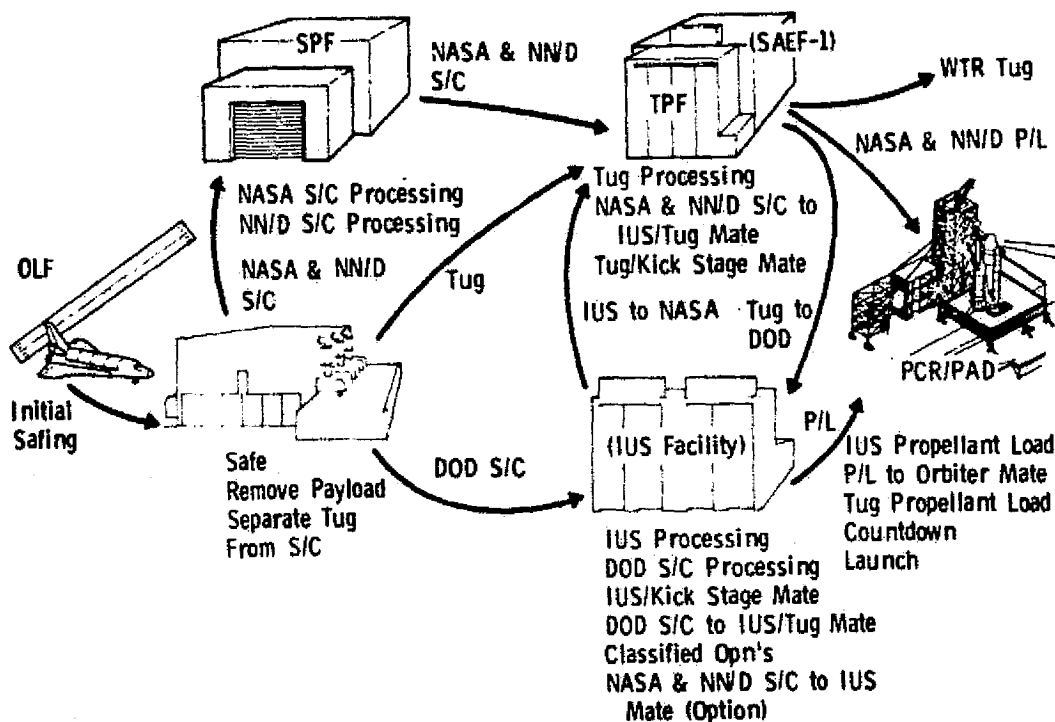 SPF
NASA & NN/D
S/C
(SAEF-1)
TPF
WTR Tug
NASA & NN/D P/L
NASA S/C Processing
NN/D S/C Processing
Tug Processing
NASA & NN/D S/C to
IUS/Tug Mate
Tug/Kick Stage Mate
OLF
NASA & NN/D
S/C
Tug
IUS to NASA
Tug to
DOD
PCR/PAD
Initial
Safing
Safe
Remove Payload
Separate Tug
From S/C
DOD S/C
(IUS Facility)
P/L
IUS Propellant Load
P/L to Orbiter Mate
Tug Propellant Load
Countdown
Launch
IUS Processing
DOD S/C Processing
IUS/Kick Stage Mate
DOD S/C to IUS/Tug Mate
Classified Opn's
NASA & NN/D S/C to IUS
Mate (Option)